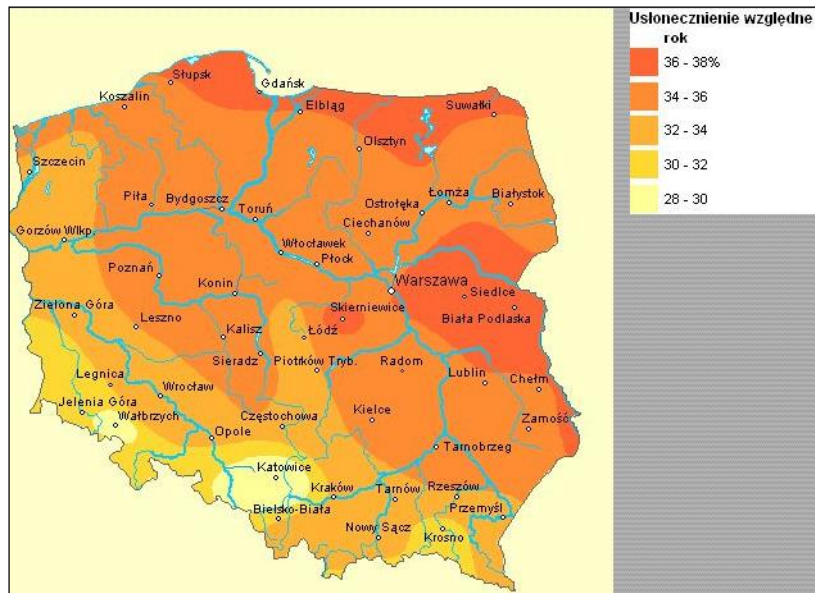 Usłonecznienie względne
rok
36 - 38%
34 - 36
32 - 34
30 - 32
28 - 30
Słupsk
Gdańsk
Koszalin
Elbląg
Suwałki
Olsztyn
Szczecin
Piła
Bydgoszcz
Toruń
Ostrołęka
Łomża
Białystok
Ciechanów
Gorzów Wlkp.
Włocławek
Płock
Poznań
Konin
Warszawa
Siedlce
Zielona Góra
Skierniewice
Biała Podlaska
Leszno
Kalisz
Łódź
Sieradz
Piotrków Tryb.
Radom
Lublin
Chełm
Legnica
Wrocław
Jelenia Góra
Wałbrzych
Częstochowa
Kielce
Zamość
Opole
Tarnobrzeg
Katowice
Kraków
Tarnów
Rzeszów
Przemyśl
Bielsko-Biała
Nowy Sącz
Krosno